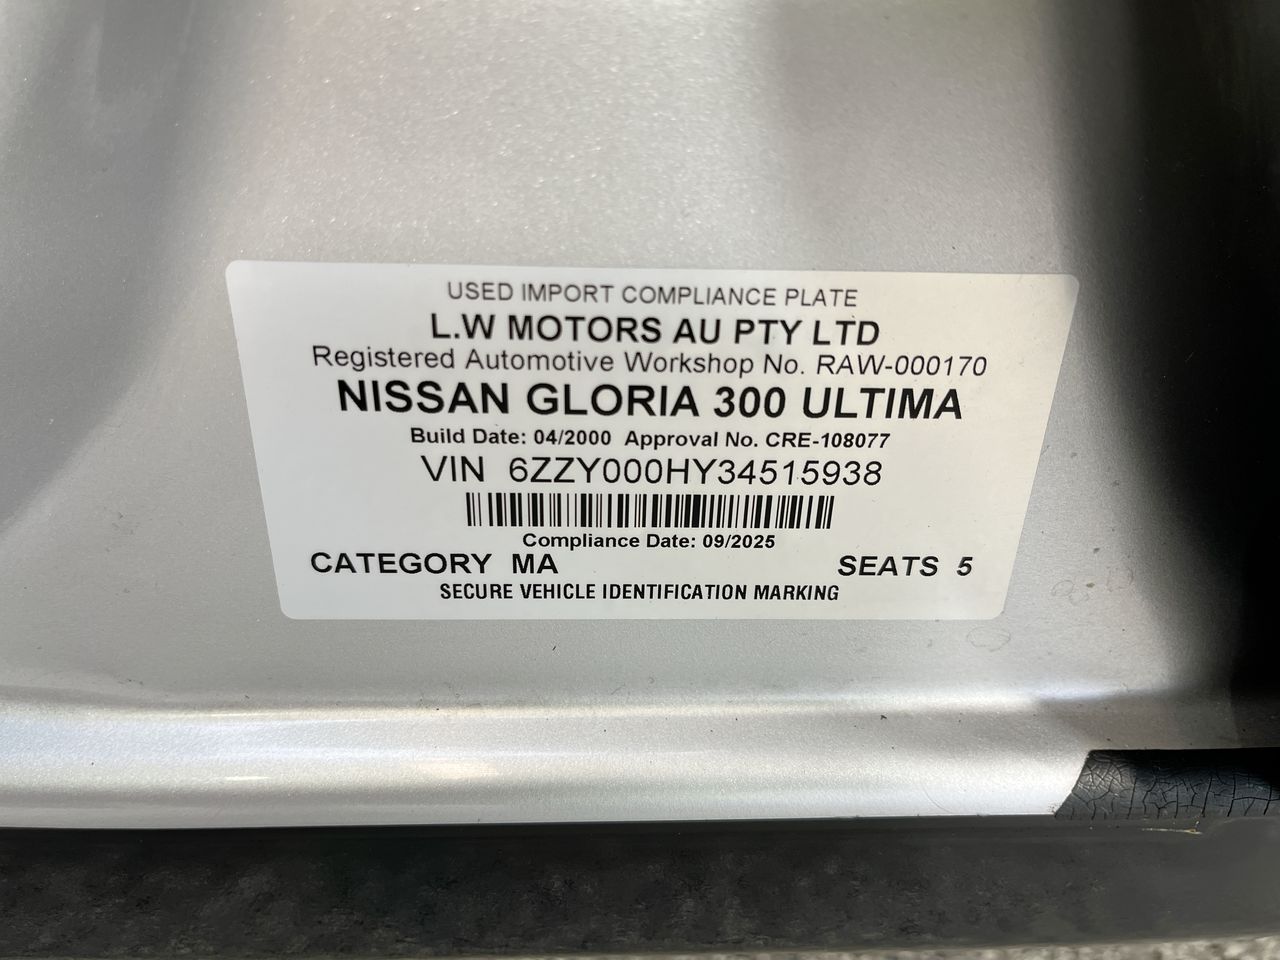 USED IMPORT COMPLIANCE PLATE
L.W MOTORS AU PTY LTD
Registered Automotive Workshop No. RAW-000170
NISSAN GLORIA 300 ULTIMA
Build Date: 04/2000 Approval No. CRE-108077
VIN 6ZZY000HY34515938
Compliance Date: 09/2025
CATEGORY MA SEATS 5
SECURE VEHICLE IDENTIFICATION MARKING